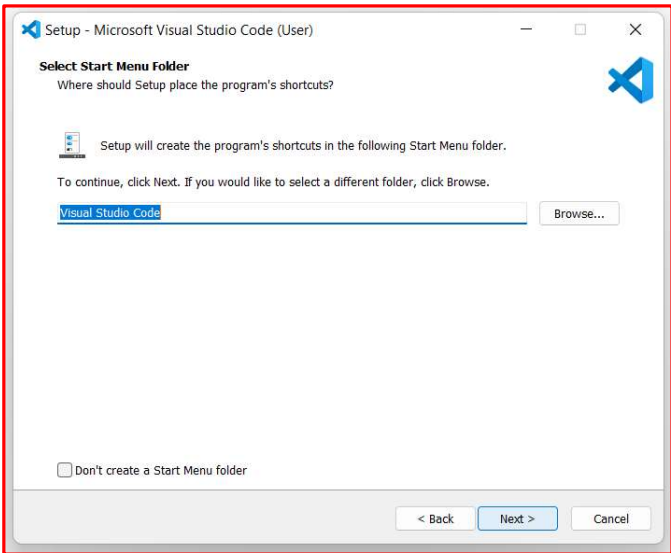 Setup - Microsoft Visual Studio Code (User)
Select Start Menu Folder
Where should Setup place the program's shortcuts?
Setup will create the program's shortcuts in the following Start Menu folder.
To continue, click Next. If you would like to select a different folder, click Browse.
Visual Studio Code
Browse...
Don't create a Start Menu folder
< Back
Next >
Cancel